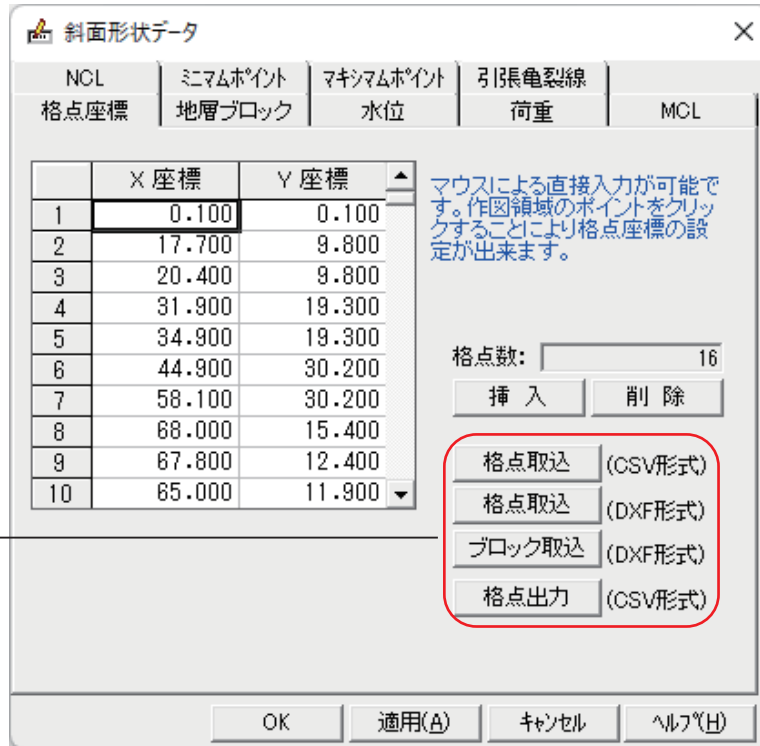 斜面形状データ
NCL ﾐﾆﾏﾑﾎﾟｲﾝﾄ ﾏｷｼﾏﾑﾎﾟｲﾝﾄ 引張亀裂線
格点座標 地層ブロック 水位 荷重 MCL
X 座標 Y 座標
1 0.100 0.100
2 17.700 9.800
3 20.400 9.800
4 31.900 19.300
5 34.900 19.300
6 44.900 30.200
7 58.100 30.200
8 68.000 15.400
9 67.800 12.400
10 65.000 11.900
マウスによる直接入力が可能で
す。作図領域のポイントをクリッ
クすることにより格点座標の設
定が出来ます。
格点数: 16
挿 入 削 除
格点取込 (CSV形式)
格点取込 (DXF形式)
ブロック取込 (DXF形式)
格点出力 (CSV形式)
OK 適用(A) ｷｬﾝｾﾙ ﾍﾙﾌﾟ(H)